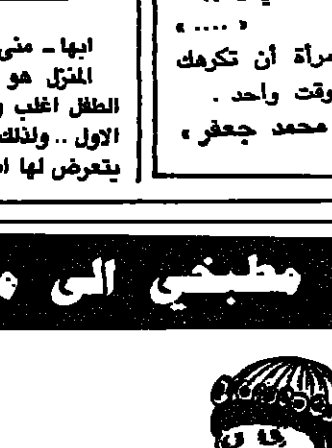 « .... »
مرأة أن تكرهك
وقت واحد .
محمد جعفر »
ابها ـ منى
المنزل هو
الطفل اغلب و
الاول .. ولذلك
يتعرض لها ا
مطبخي الى م